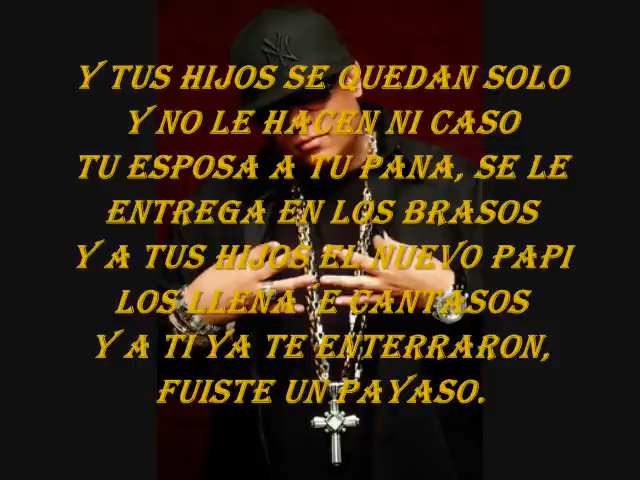 Y TUS HIJOS SE QUEDAN SOLO
Y NO LE HACEN NI CASO
TU ESPOSA A TU PANA, SE LE
ENTREGA EN LOS BRASOS
Y A TUS HIJOS EL NUEVO PAPI
LOS LLENA ´E CANTASOS
Y A TI YA TE ENTERRARON,
FUISTE UN PAYASO.